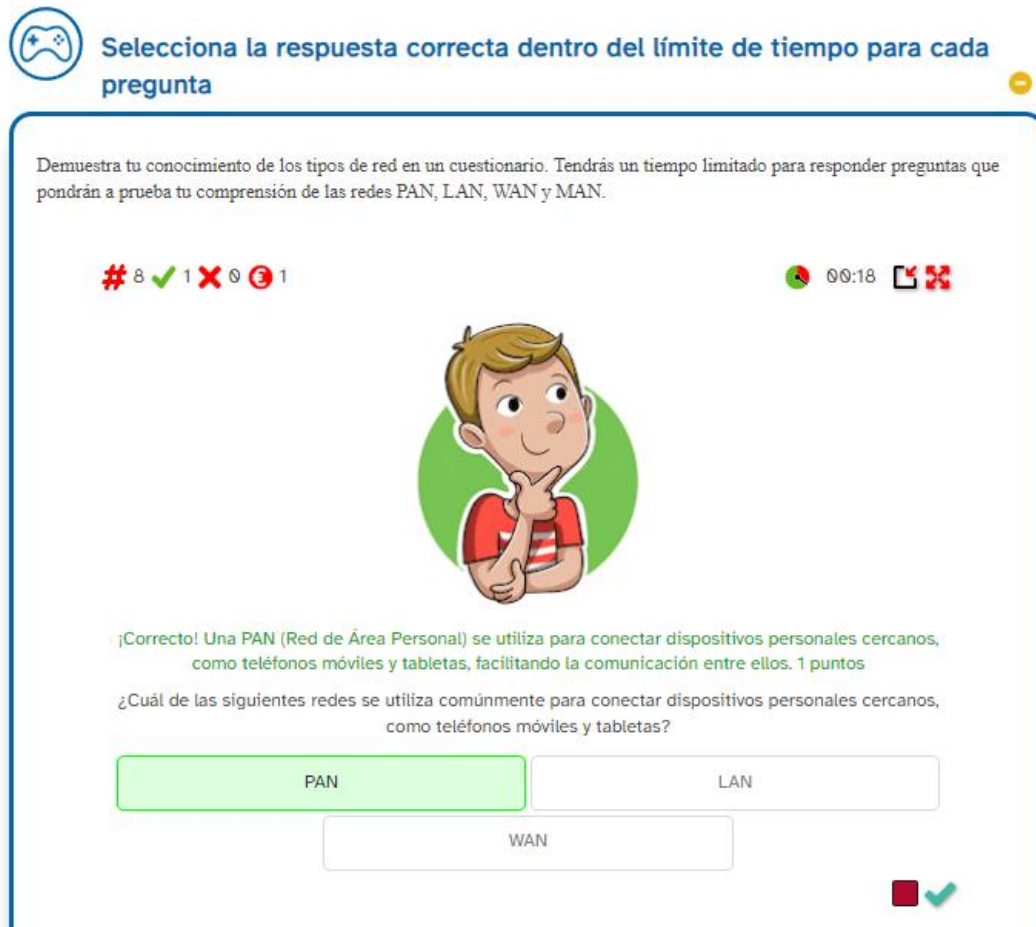 Selecciona la respuesta correcta dentro del límite de tiempo para cada
pregunta
Demuestra tu conocimiento de los tipos de red en un cuestionario. Tendrás un tiempo limitado para responder preguntas que
pondrán a prueba tu comprensión de las redes PAN, LAN, WAN y MAN.
8 1 0 1 00:18
¡Correcto! Una PAN (Red de Área Personal) se utiliza para conectar dispositivos personales cercanos,
como teléfonos móviles y tabletas, facilitando la comunicación entre ellos. 1 puntos
¿Cuál de las siguientes redes se utiliza comúnmente para conectar dispositivos personales cercanos,
como teléfonos móviles y tabletas?
PAN LAN
WAN